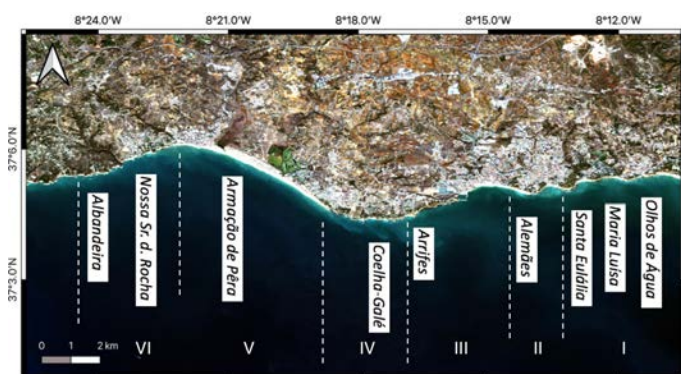 8°24.0'W 8°21.0'W 8°18.0'W 8°15.0'W 8°12.0'W
37°6.0'N
37°3.0'N
Albandeira
Nossa Sr. d. Rocha
Armação de Pêra
Coelha-Galé
Arrifes
Alemães
Santa Eulália
Maria Luísa
Olhos de Água
VI V IV III II I
0 1 2 km